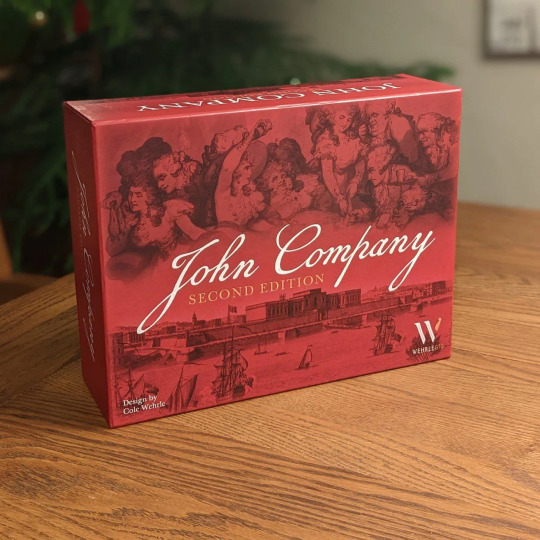 JOHN COMPANY
John Company
John Company
SECOND EDITION
Design by
Cole Wehrle
W
WEHRLEGIG